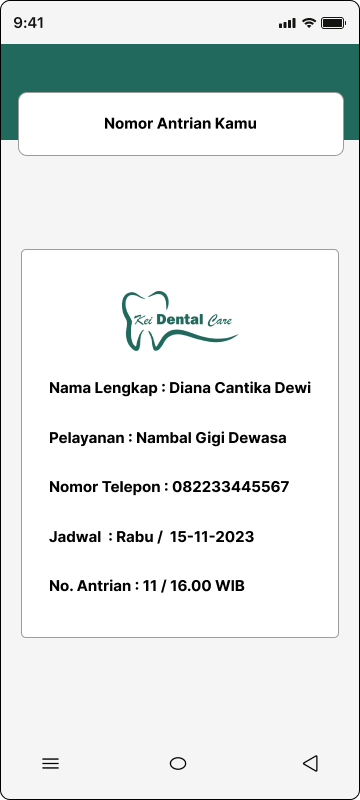 9:41
Nomor Antrian Kamu
Kei Dental Care
Nama Lengkap : Diana Cantika Dewi
Pelayanan : Nambal Gigi Dewasa
Nomor Telepon : 082233445567
Jadwal  : Rabu /  15-11-2023
No. Antrian : 11 / 16.00 WIB